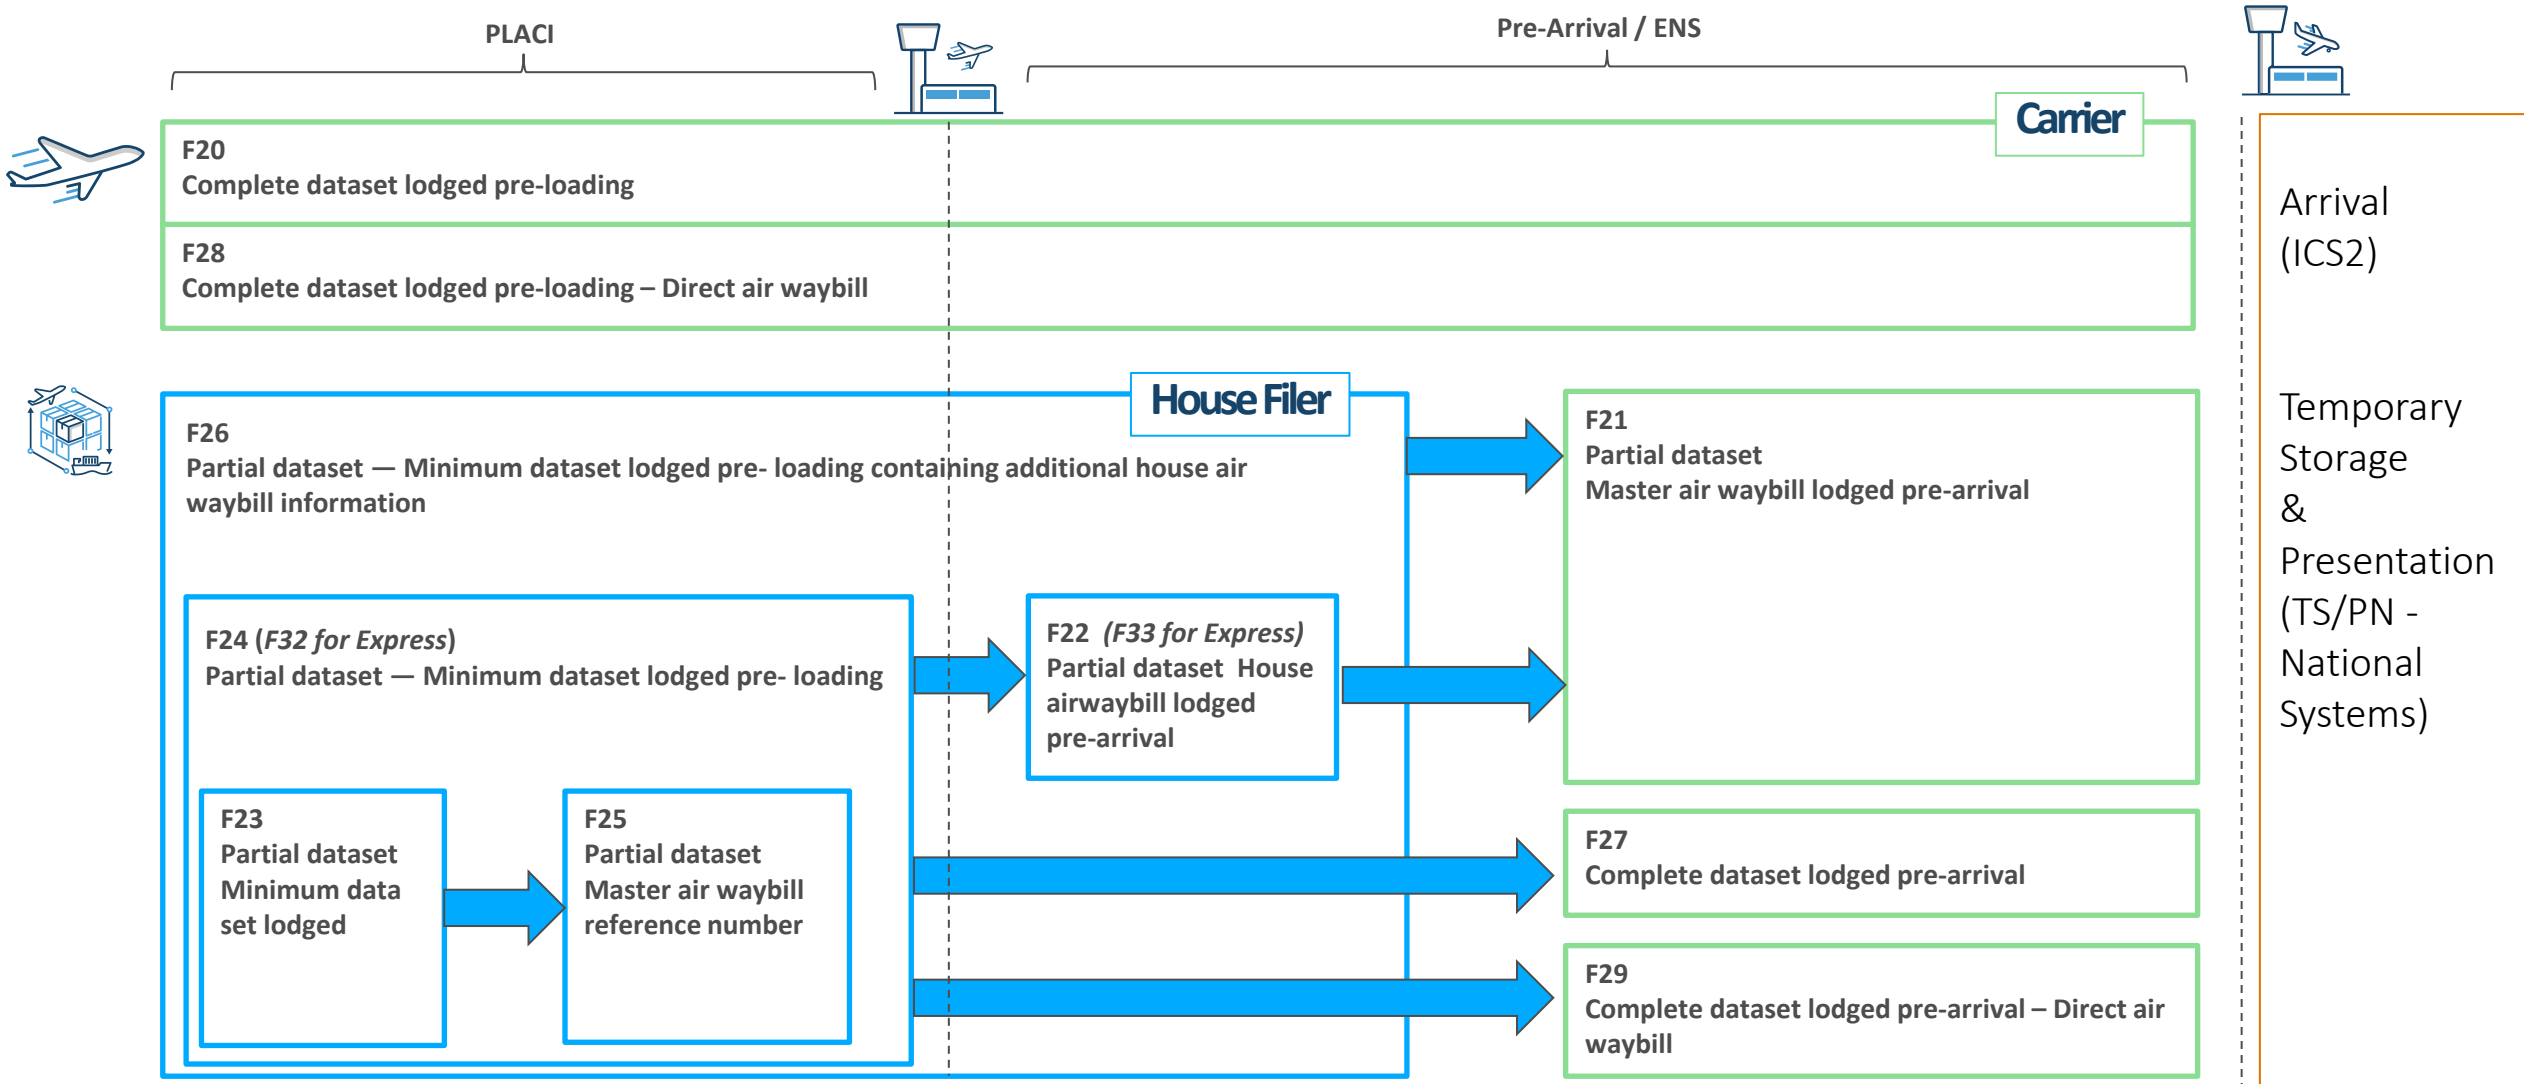 PLACI
Pre-Arrival / ENS
Carrier
F20
Complete dataset lodged pre-loading
F28
Complete dataset lodged pre-loading – Direct air waybill
Arrival
(ICS2)
Temporary
Storage
&
Presentation
(TS/PN -
National
Systems)
House Filer
F26
Partial dataset — Minimum dataset lodged pre- loading containing additional house air
waybill information
F21
Partial dataset
Master air waybill lodged pre-arrival
F24 (F32 for Express)
Partial dataset — Minimum dataset lodged pre- loading
F22 (F33 for Express)
Partial dataset House
airwaybill lodged
pre-arrival
F23
Partial dataset
Minimum data
set lodged
F25
Partial dataset
Master air waybill
reference number
F27
Complete dataset lodged pre-arrival
F29
Complete dataset lodged pre-arrival – Direct air
waybill